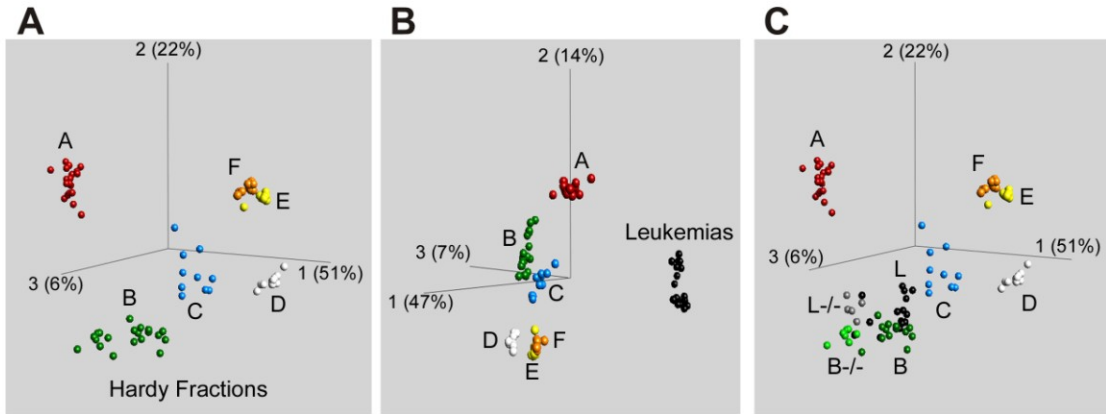 A
2 (22%)
A
F
E
3 (6%)
1 (51%)
B
C
D
Hardy Fractions
B
2 (14%)
A
B
Leukemias
3 (7%)
C
1 (47%)
D
F
E
C
2 (22%)
A
F
E
1 (51%)
3 (6%)
L
C
D
L-/-
B-/-
B